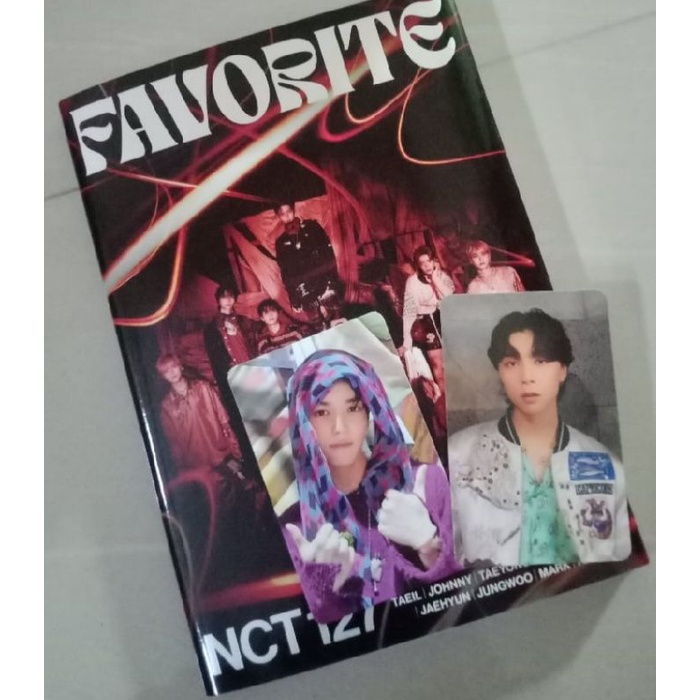 FAVORITE
NCT 127
TAEIL | JOHNNY | TAEYON
| JAEHYUN | JUNGWOO | MARK